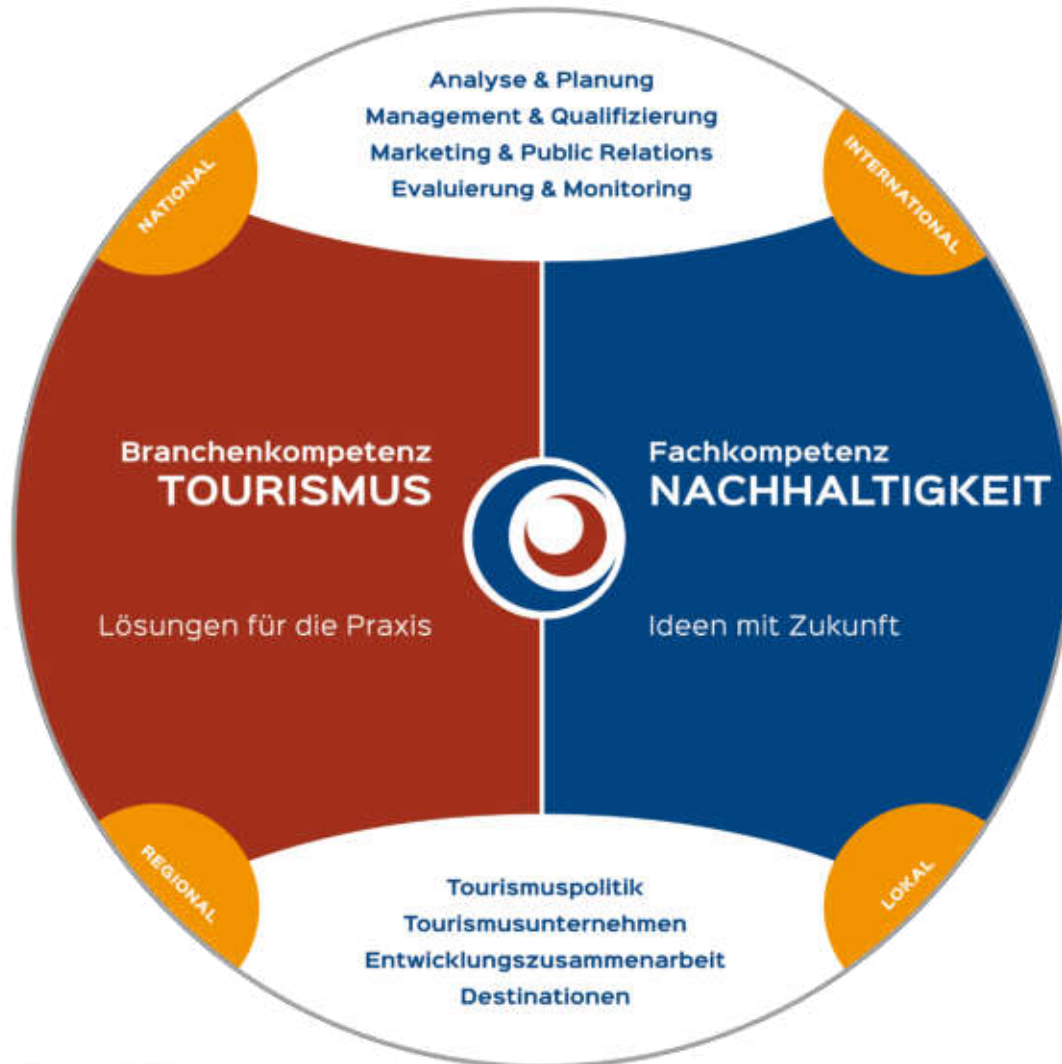 Analyse & Planung
Management & Qualifizierung
Marketing & Public Relations
Evaluierung & Monitoring
NATIONAL
INTERNATIONAL
Branchenkompetenz
TOURISMUS
Lösungen für die Praxis
Fachkompetenz
NACHHALTIGKEIT
Ideen mit Zukunft
REGIONAL
LOKAL
Tourismuspolitik
Tourismusunternehmen
Entwicklungszusammenarbeit
Destinationen